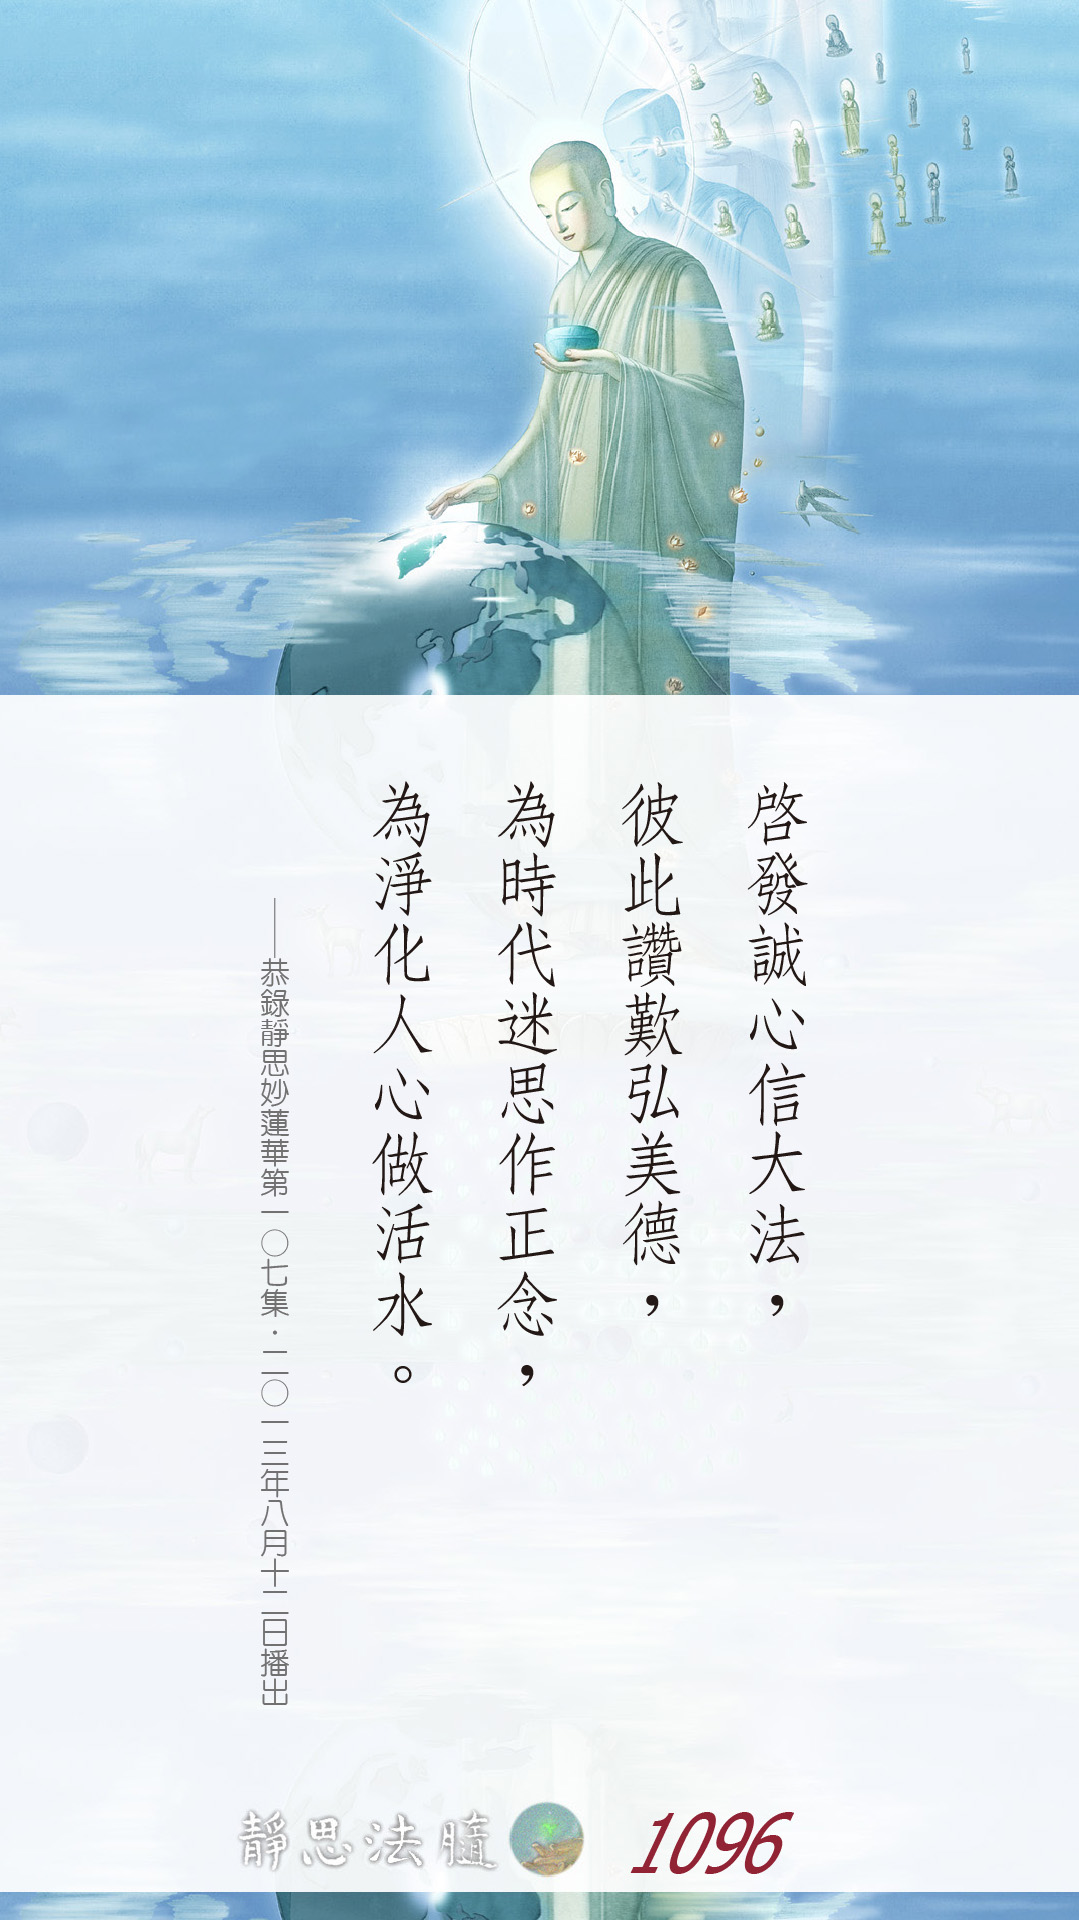 啓發誠心信大法，
彼此讚歎弘美德，
為時代迷思作正念，
為淨化人心做活水。
——恭錄靜思妙蓮華第一〇七集．二〇一三年八月十二日播出
靜思法髓
1096